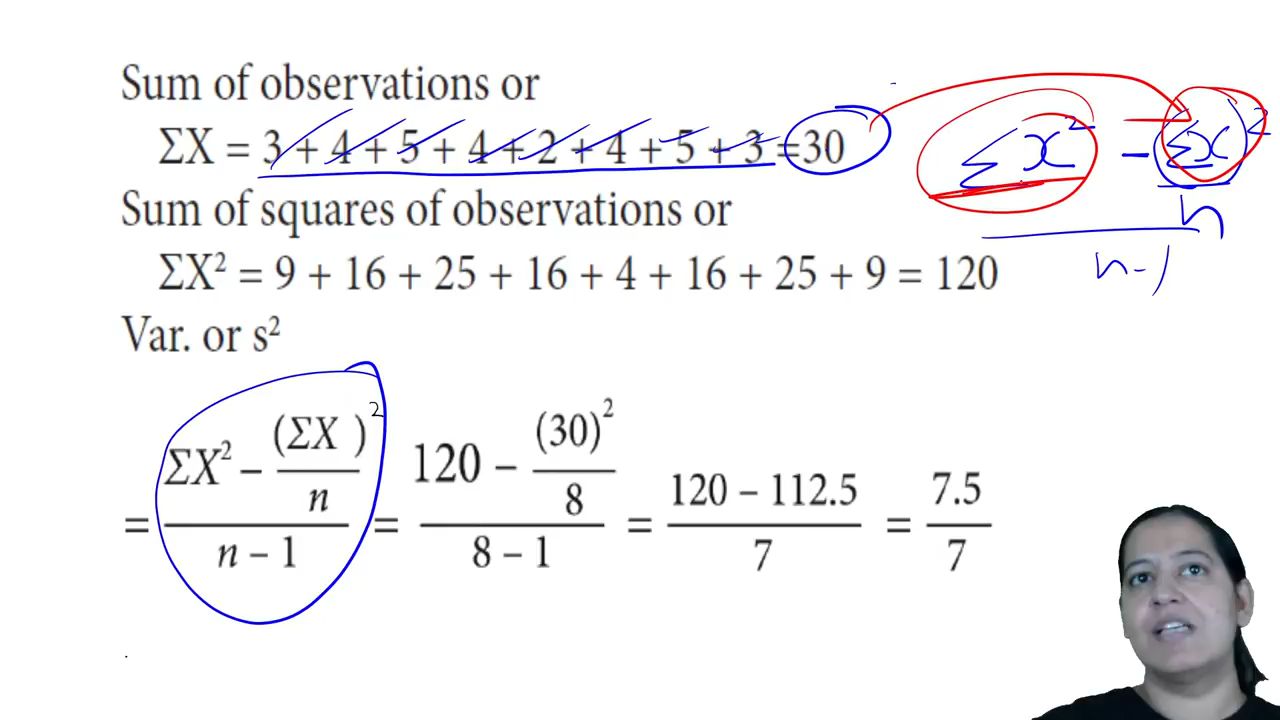 Sum of observations or
ΣX = 3 + 4 + 5 + 4 + 2 + 4 + 5 + 3 = 30
Σx² - (Σx)²
n
n-1
Sum of squares of observations or
ΣX² = 9 + 16 + 25 + 16 + 4 + 16 + 25 + 9 = 120
Var. or s²
= ΣX² – (ΣX)²/n / n – 1 = 120 – (30)²/8 / 8 – 1 = 120 – 112.5 / 7 = 7.5 / 7